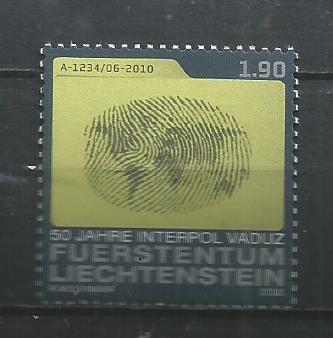 A-1234/06-2010
1.90
50 JAHRE INTERPOL VADUZ
FUERSTENTUM
LIECHTENSTEIN
2010